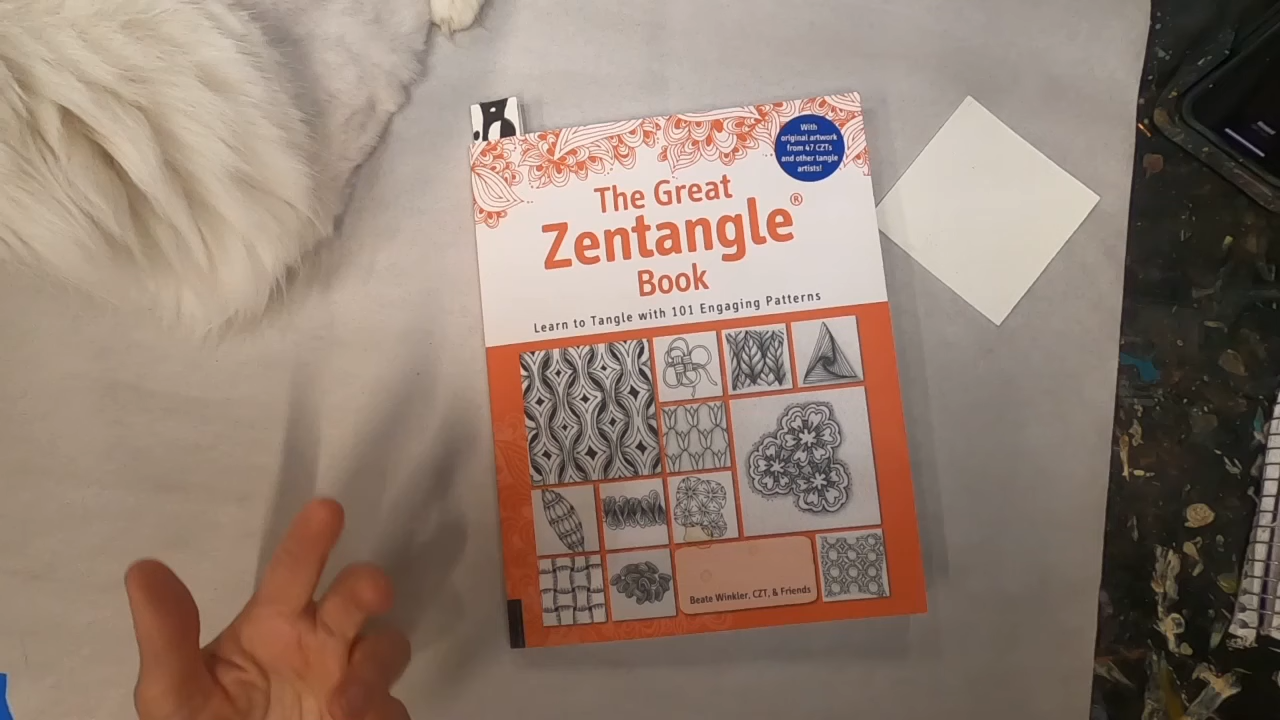 With
original artwork
from 47 CZTs
and other tangle
artists!
The Great
Zentangle®
Book
Learn to Tangle with 101 Engaging Patterns
Beate Winkler, CZT, & Friends